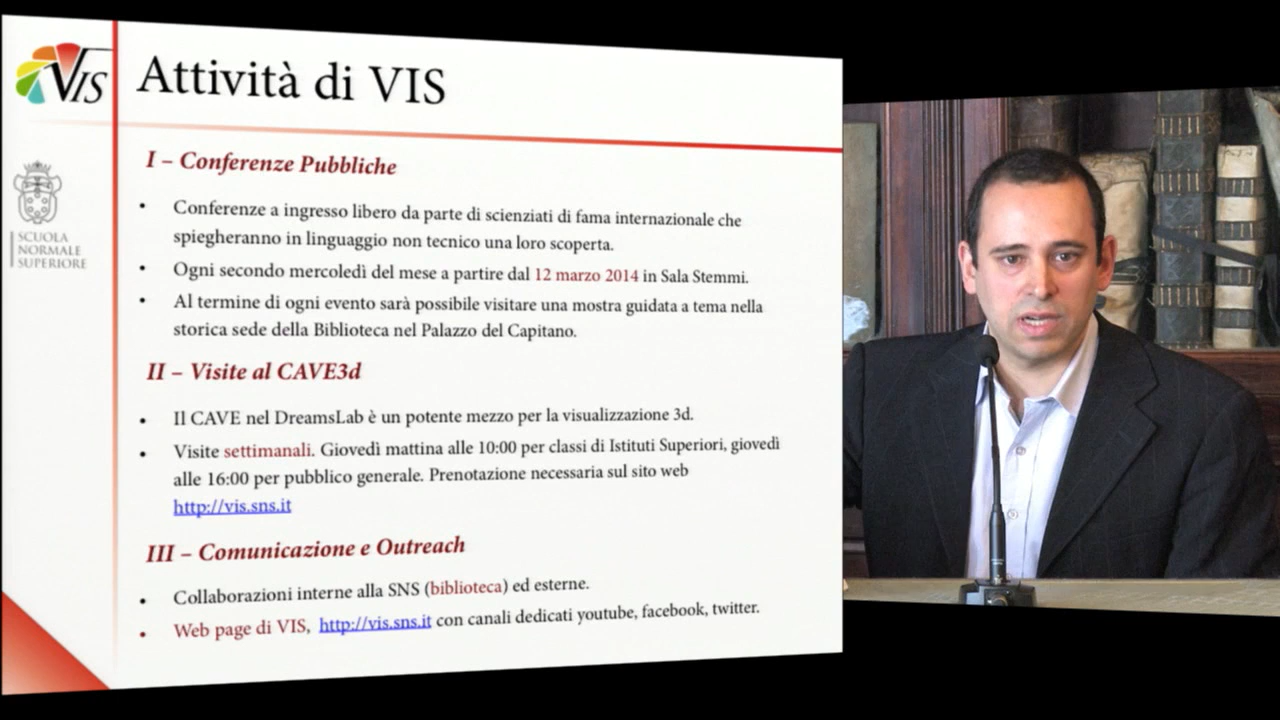 VIS
Attività di VIS
SCUOLA
NORMALE
SUPERIORE
I – Conferenze Pubbliche
• Conferenze a ingresso libero da parte di scienziati di fama internazionale che
spiegheranno in linguaggio non tecnico una loro scoperta.
• Ogni secondo mercoledì del mese a partire dal 12 marzo 2014 in Sala Stemmi.
• Al termine di ogni evento sarà possibile visitare una mostra guidata a tema nella
storica sede della Biblioteca nel Palazzo del Capitano.
II – Visite al CAVE3d
• Il CAVE nel DreamsLab è un potente mezzo per la visualizzazione 3d.
• Visite settimanali. Giovedì mattina alle 10:00 per classi di Istituti Superiori, giovedì
alle 16:00 per pubblico generale. Prenotazione necessaria sul sito web
http://vis.sns.it
III – Comunicazione e Outreach
• Collaborazioni interne alla SNS (biblioteca) ed esterne.
• Web page di VIS, http://vis.sns.it con canali dedicati youtube, facebook, twitter.